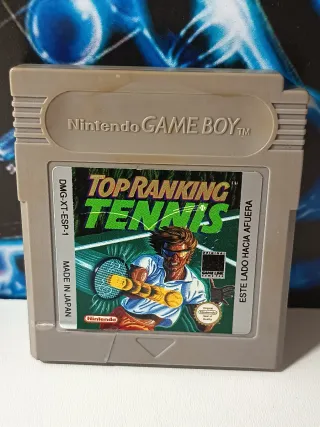 Nintendo GAME BOY TM
DMG-XT-ESP-1
MADE IN JAPAN
TOP RANKING
TENNIS
Nintendo
ESTE LADO HACIA AFUERA